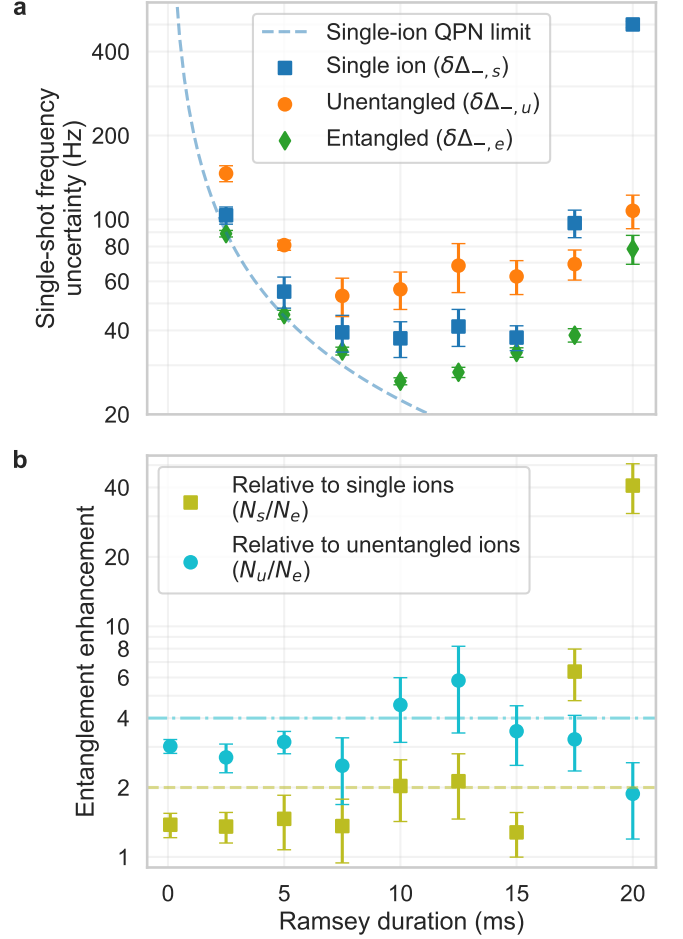 a
Single-shot frequency
uncertainty (Hz)
400
200
100
80
60
40
20
Single-ion QPN limit
Single ion (δΔ₋,ₛ)
Unentangled (δΔ₋,ᵤ)
Entangled (δΔ₋,ₑ)
b
Entanglement enhancement
40
20
10
8
6
4
2
1
Relative to single ions
(Nₛ/Nₑ)
Relative to unentangled ions
(Nᵤ/Nₑ)
0 5 10 15 20
Ramsey duration (ms)